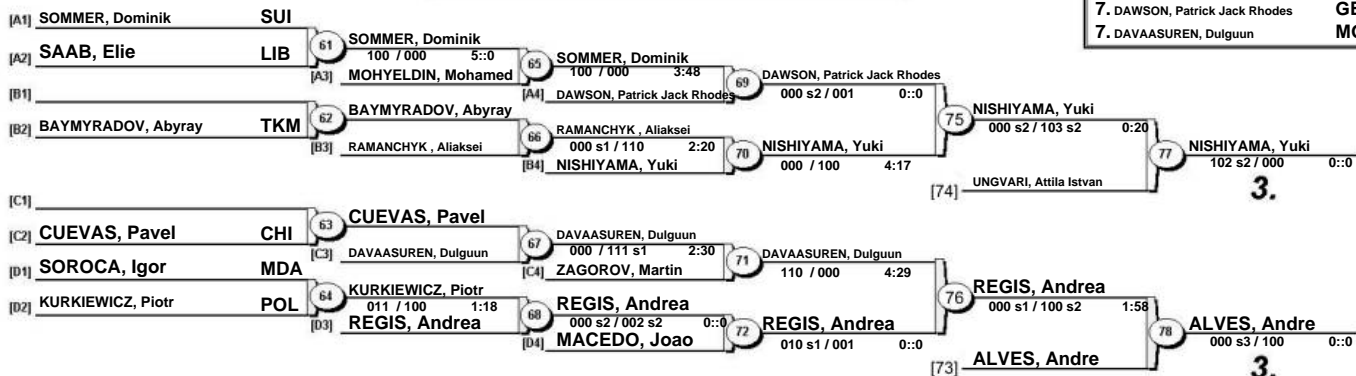 7. DAWSON, Patrick Jack Rhodes
7. DAVAASUREN, Dulguun
[A1] SOMMER, Dominik SUI
[A2] SAAB, Elie LIB
61
SOMMER, Dominik
100 / 000 5::0
[A3] MOHYELDIN, Mohamed
65
SOMMER, Dominik
100 / 000 3:48
[A4] DAWSON, Patrick Jack Rhodes
69
DAWSON, Patrick Jack Rhodes
000 s2 / 001 0::0
[B1]
[B2] BAYMYRADOV, Abyray TKM
62
BAYMYRADOV, Abyray
[B3] RAMANCHYK , Aliaksei
66
RAMANCHYK , Aliaksei
000 s1 / 110 2:20
[B4] NISHIYAMA, Yuki
70
NISHIYAMA, Yuki
000 / 100 4:17
75
NISHIYAMA, Yuki
000 s2 / 103 s2 0:20
[74] UNGVARI, Attila Istvan
77
NISHIYAMA, Yuki
102 s2 / 000 0::0
3.
[C1]
[C2] CUEVAS, Pavel CHI
63
CUEVAS, Pavel
[C3] DAVAASUREN, Dulguun
67
DAVAASUREN, Dulguun
000 / 111 s1 2:30
[C4] ZAGOROV, Martin
71
DAVAASUREN, Dulguun
110 / 000 4:29
[D1] SOROCA, Igor MDA
[D2] KURKIEWICZ, Piotr POL
64
KURKIEWICZ, Piotr
011 / 100 1:18
[D3] REGIS, Andrea
68
REGIS, Andrea
000 s2 / 002 s2 0::0
[D4] MACEDO, Joao
72
REGIS, Andrea
010 s1 / 001 0::0
76
REGIS, Andrea
000 s1 / 100 s2 1:58
[73] ALVES, Andre
78
ALVES, Andre
000 s3 / 100 0::0
3.